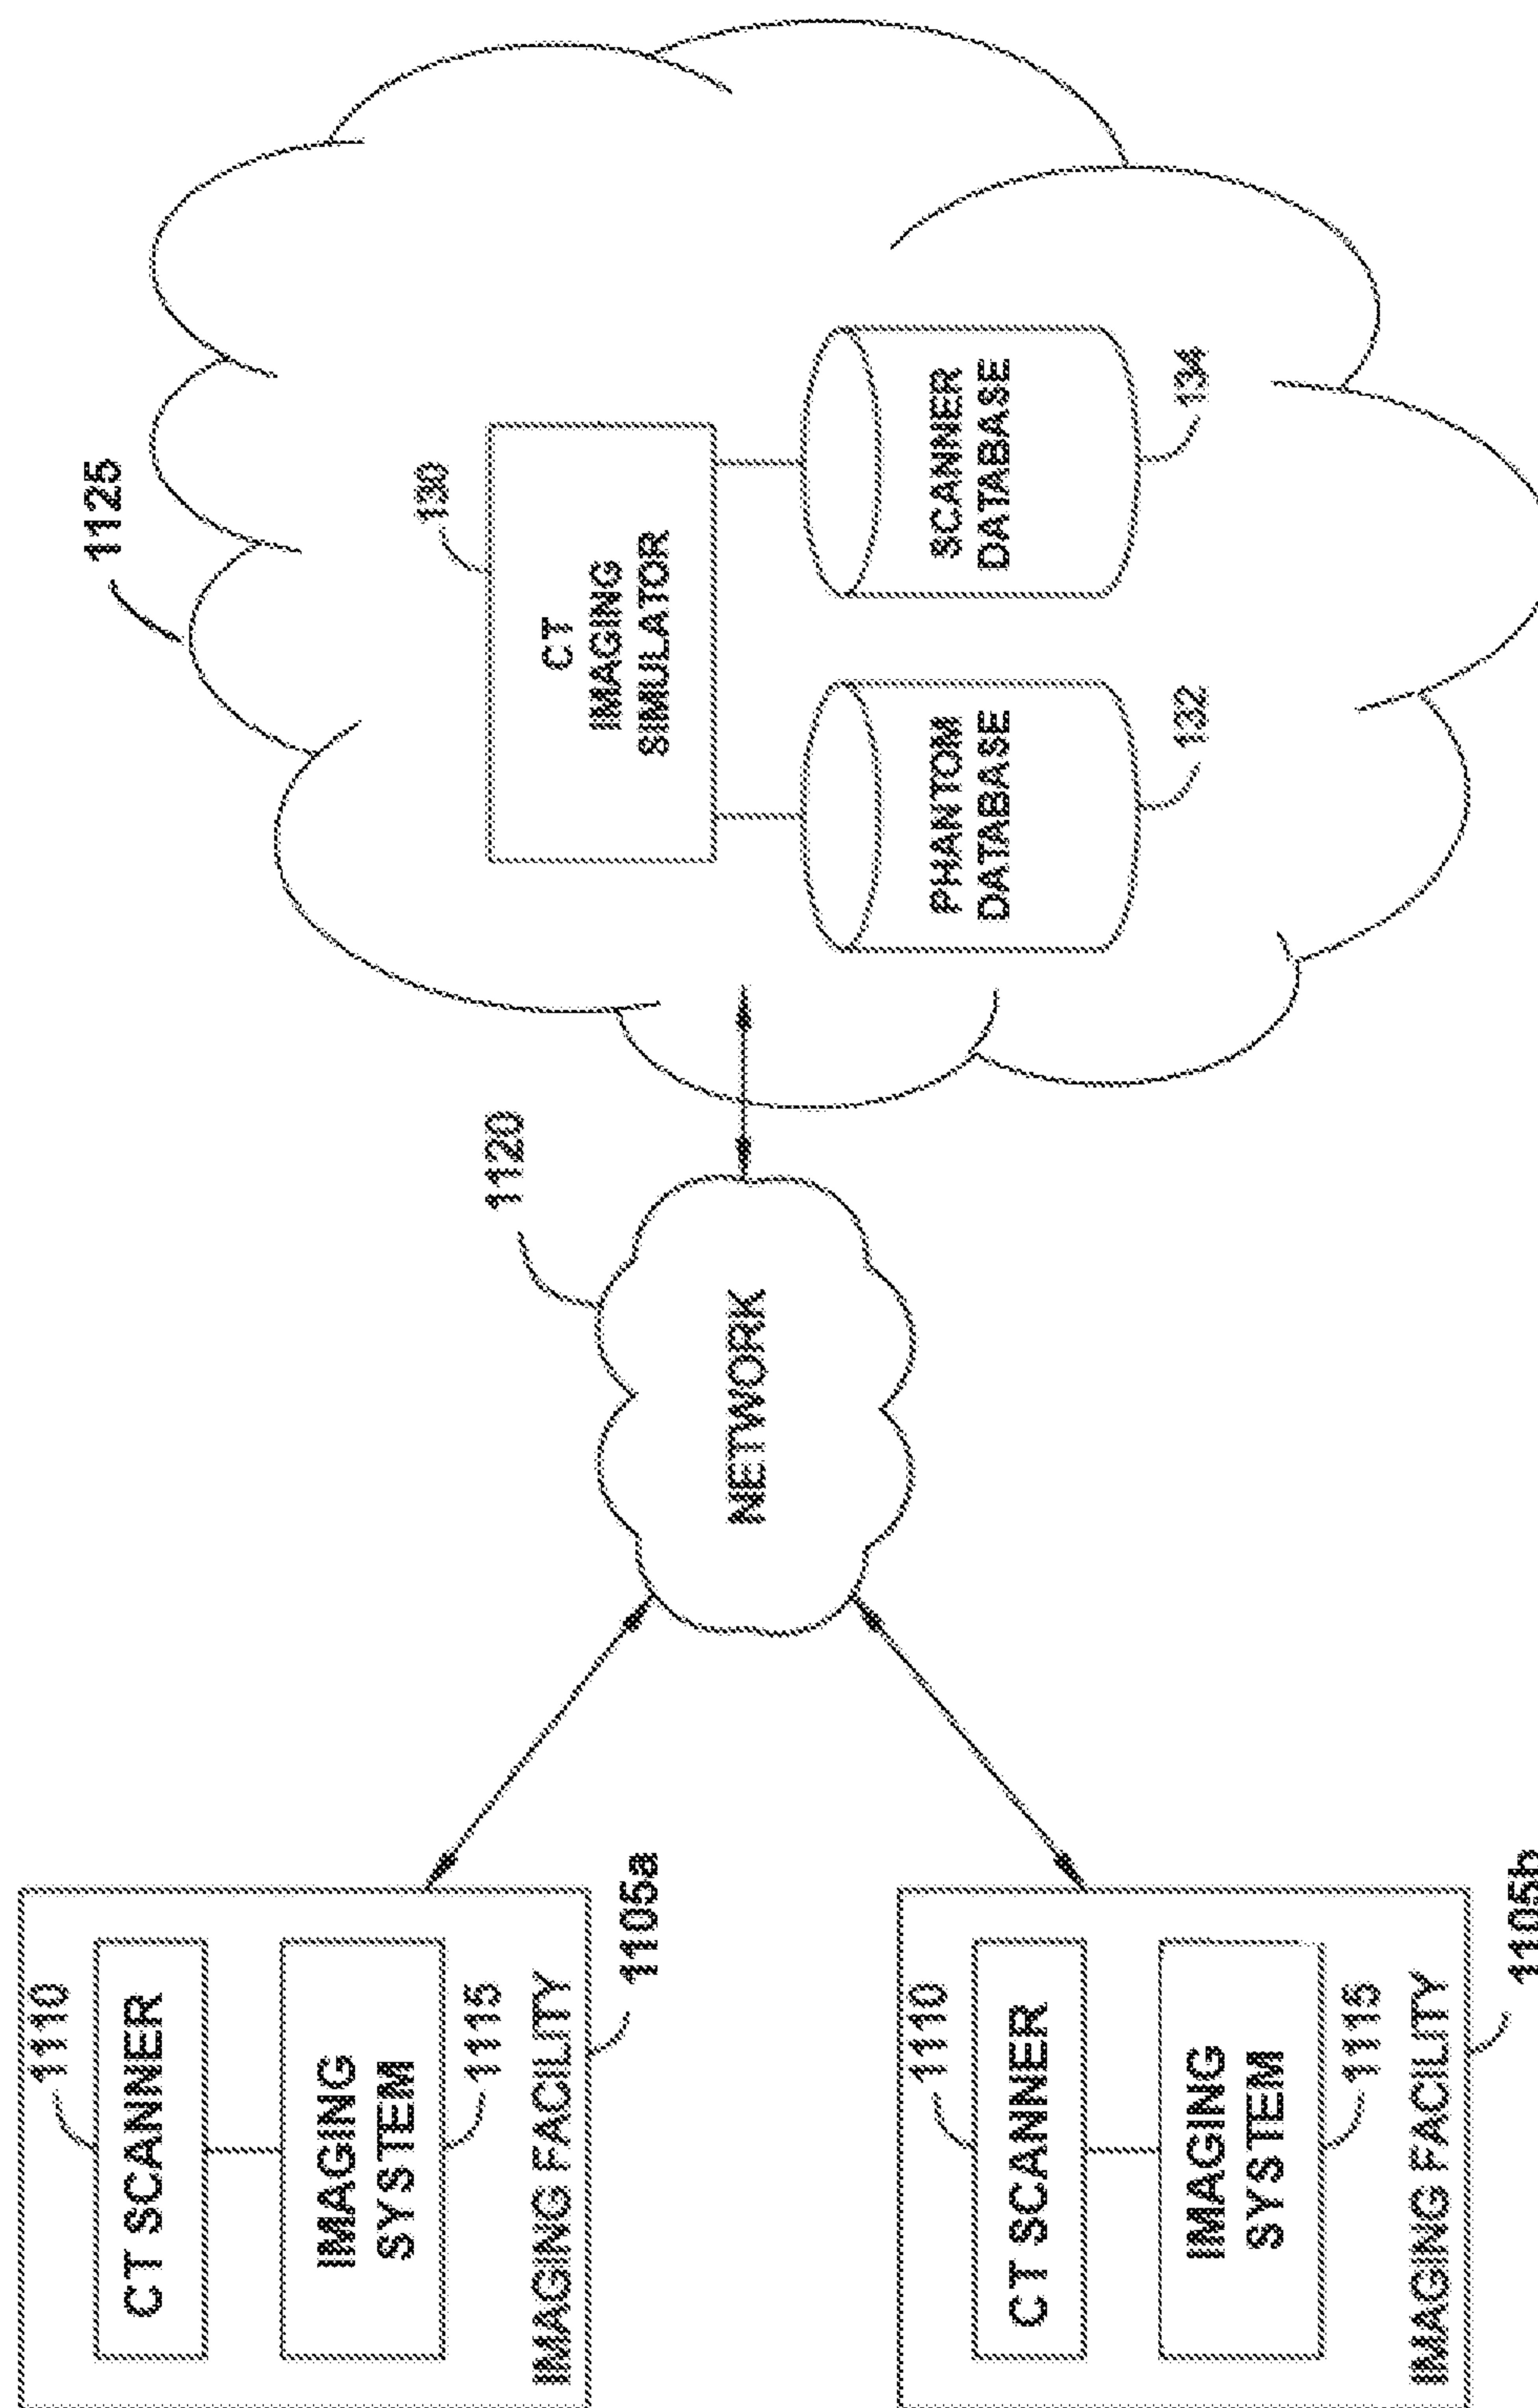 1110
CT SCANNER
IMAGING
SYSTEM
1115
IMAGING FACILITY
1105a
1110
CT SCANNER
IMAGING
SYSTEM
1115
IMAGING FACILITY
1105b
1120
NETWORK
1125
130
CT
IMAGING
SIMULATOR
PHANTOM
DATABASE
132
SCANNER
DATABASE
134